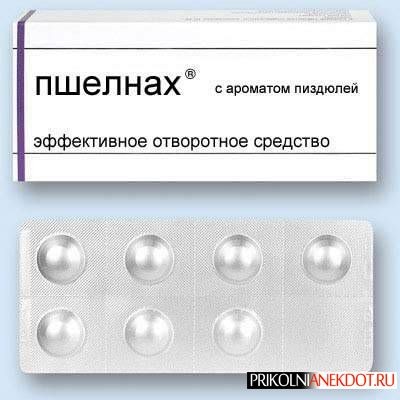 пшелнах®
с ароматом пиздюлей
эффективное отворотное средство
PRIKOLNIANEKDOT.RU